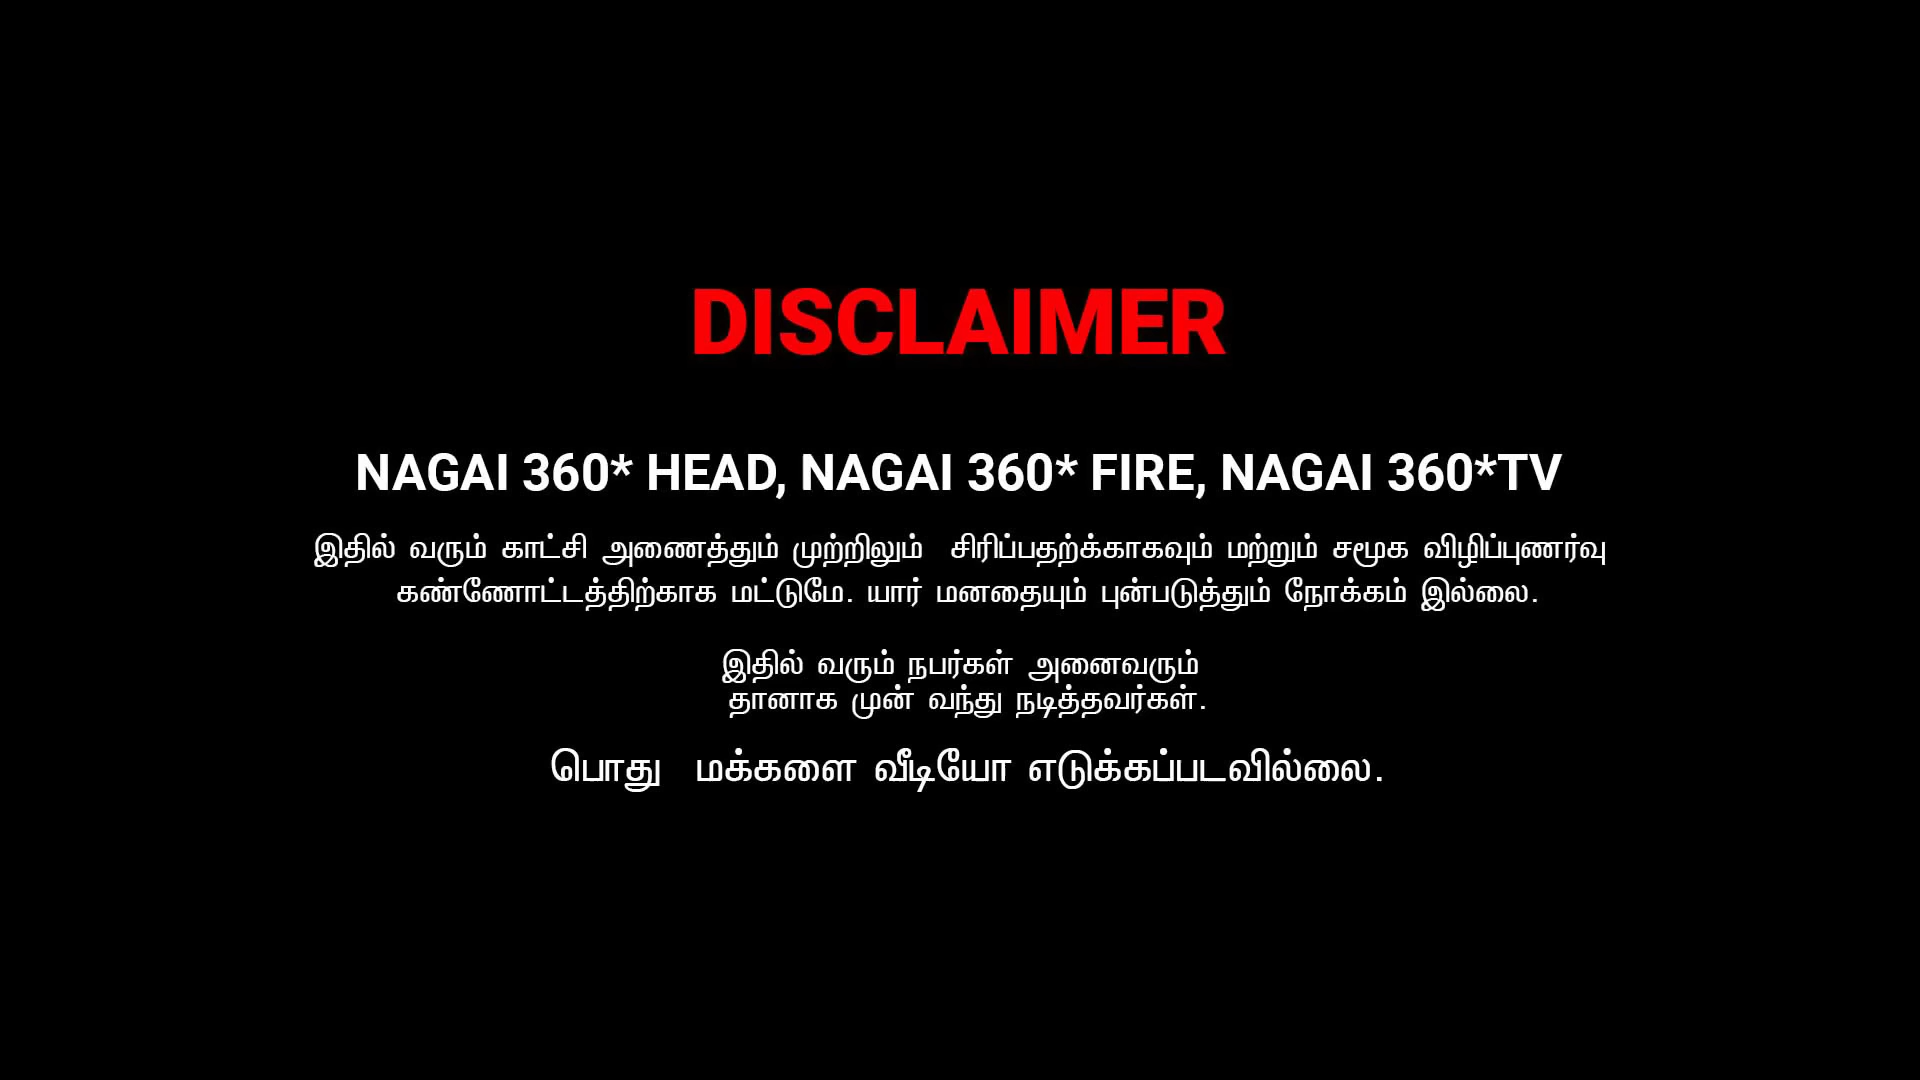 DISCLAIMER
NAGAI 360* HEAD, NAGAI 360* FIRE, NAGAI 360*TV
இதில் வரும் காட்சி அணைத்தும் முற்றிலும் சிரிப்பதற்க்காகவும் மற்றும் சமூக விழிப்புணர்வு
கண்ணோட்டத்திற்காக மட்டுமே. யார் மனதையும் புன்படுத்தும் நோக்கம் இல்லை.
இதில் வரும் நபர்கள் அனைவரும்
தானாக முன் வந்து நடித்தவர்கள்.
பொது மக்களை வீடியோ எடுக்கப்படவில்லை.